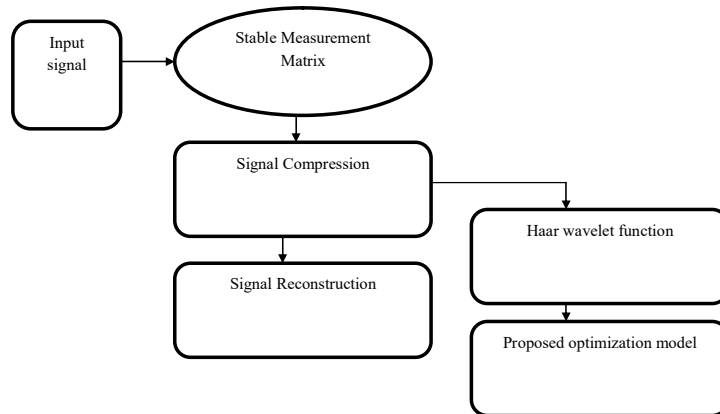 Input
signal
Stable Measurement
Matrix
Signal Compression
Haar wavelet function
Signal Reconstruction
Proposed optimization model